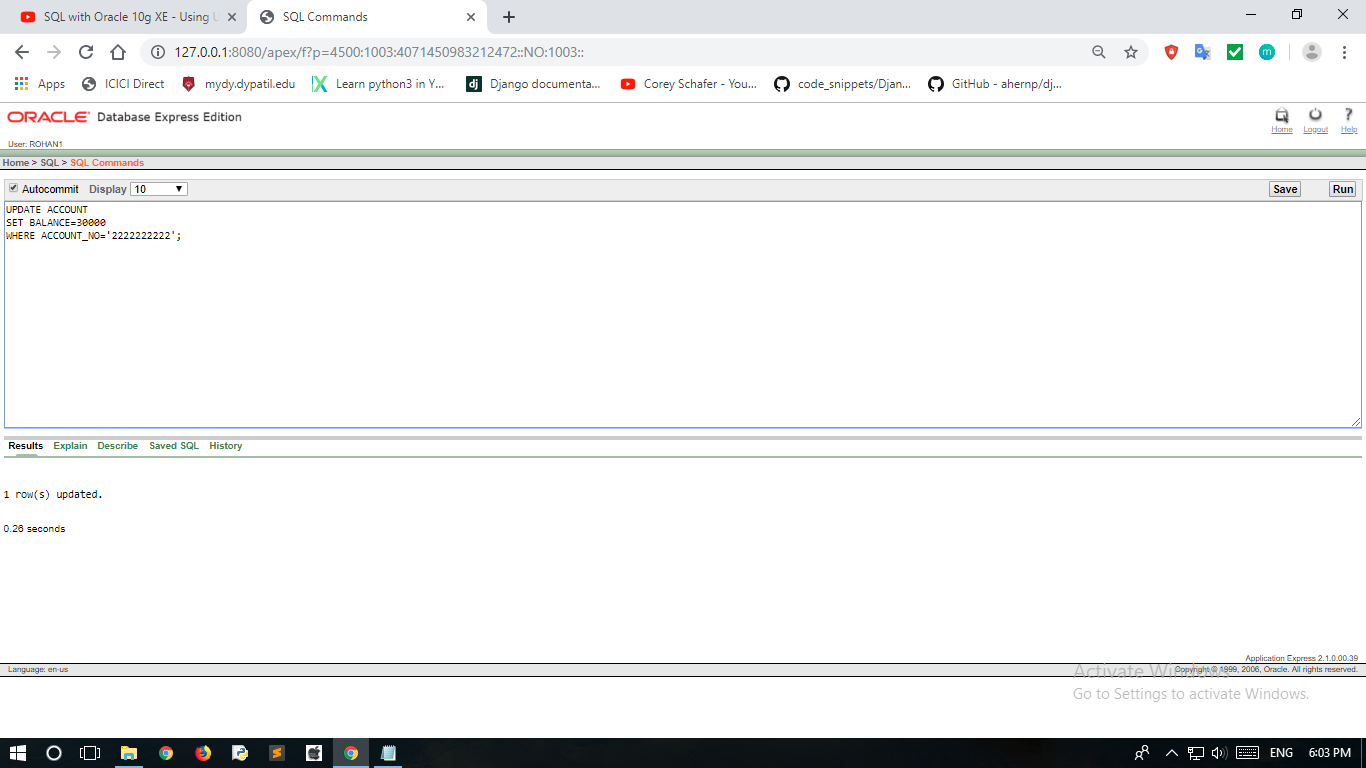 SQL with Oracle 10g XE - Using
SQL Commands
127.0.0.1:8080/apex/f?p=4500:1003:4071450983212472::NO:1003::
Apps
ICICI Direct
mydy.dypatil.edu
Learn python3 in Y...
dj
Django documenta...
Corey Schafer - You...
code_snippets/Djan...
GitHub - ahernp/dj...
m
ORACLE® Database Express Edition
Home
Logout
?
Help
User: ROHAN1
Home > SQL > SQL Commands
Autocommit Display 10
Save
Run
UPDATE ACCOUNT
SET BALANCE=30000
WHERE ACCOUNT_NO='2222222222';
Results Explain Describe Saved SQL History
1 row(s) updated.
0.26 seconds
Application Express 2.1.0.00.39
Language: en-us
Copyright © 1999, 2006, Oracle. All rights reserved.
Activate Windows
Go to Settings to activate Windows.
ENG
6:03 PM